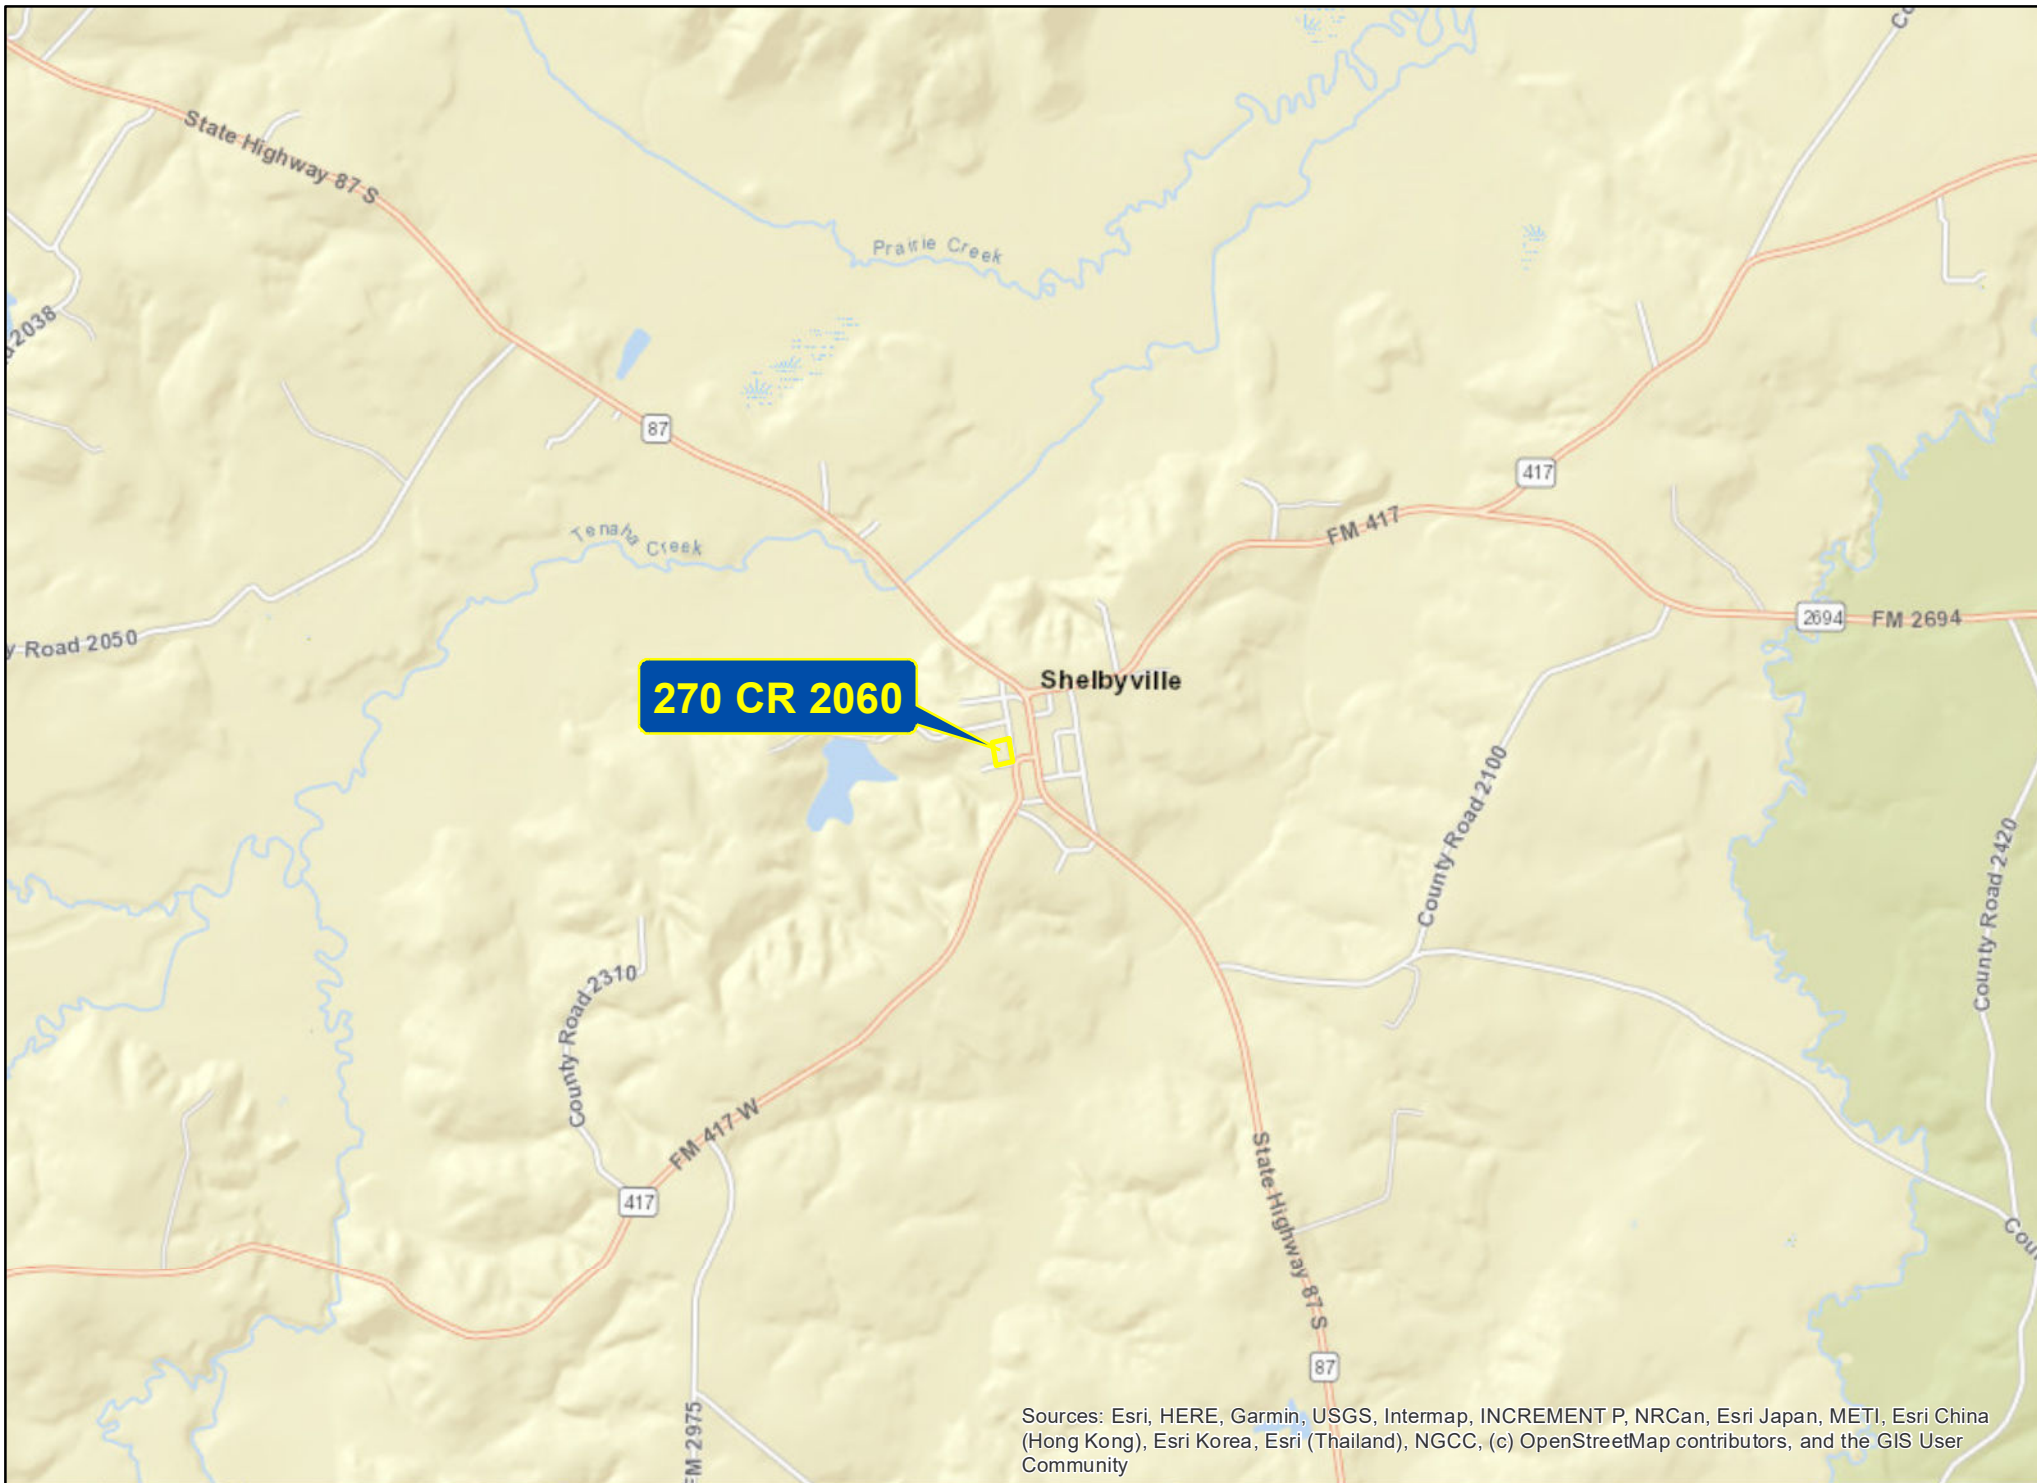 Co
State Highway 87 S
Prairie Creek
2038
87
417
Tenaha Creek
FM 417
2694
FM 2694
y Road 2050
Shelbyville
270 CR 2060
County Road 2100
County Road 2420
County Road 2310
FM 417 W
417
State Highway 87 S
Cou
87
FM 2975
Sources: Esri, HERE, Garmin, USGS, Intermap, INCREMENT P, NRCan, Esri Japan, METI, Esri China
(Hong Kong), Esri Korea, Esri (Thailand), NGCC, (c) OpenStreetMap contributors, and the GIS User
Community